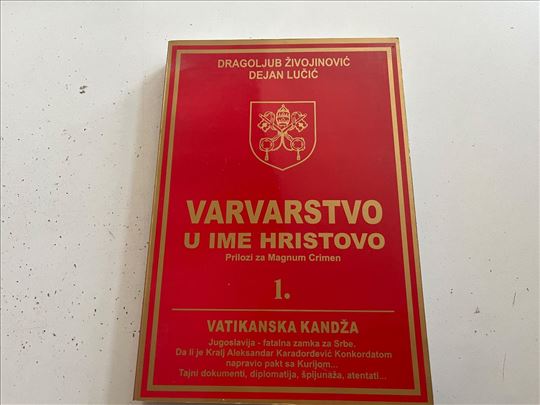 DRAGOLJUB ŽIVOJINOVIĆ
DEJAN LUČIĆ
VARVARSTVO
U IME HRISTOVO
Prilozi za Magnum Crimen
1.
VATIKANSKA KANDŽA
Jugoslavija - fatalna zamka za Srbe.
Da li je Kralj Aleksandar Karađorđević Konkordatom
napravio pakt sa Kurijom...
Tajni dokumenti, diplomatija, špijunaža, atentati...